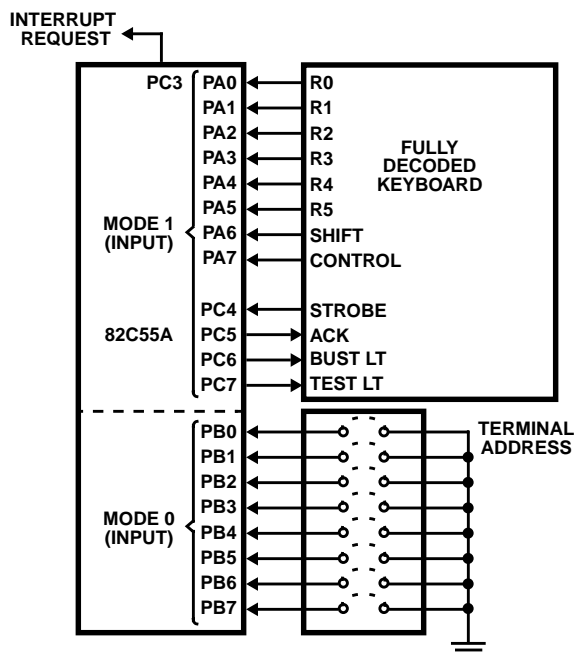 INTERRUPT
REQUEST
PC3 PA0 R0
PA1 R1
PA2 R2
PA3 R3
PA4 R4
PA5 R5
PA6 SHIFT
PA7 CONTROL
FULLY
DECODED
KEYBOARD
MODE 1
(INPUT)
PC4 STROBE
82C55A PC5 ACK
PC6 BUST LT
PC7 TEST LT
PB0
PB1
PB2
PB3
PB4
PB5
PB6
PB7
MODE 0
(INPUT)
TERMINAL
ADDRESS